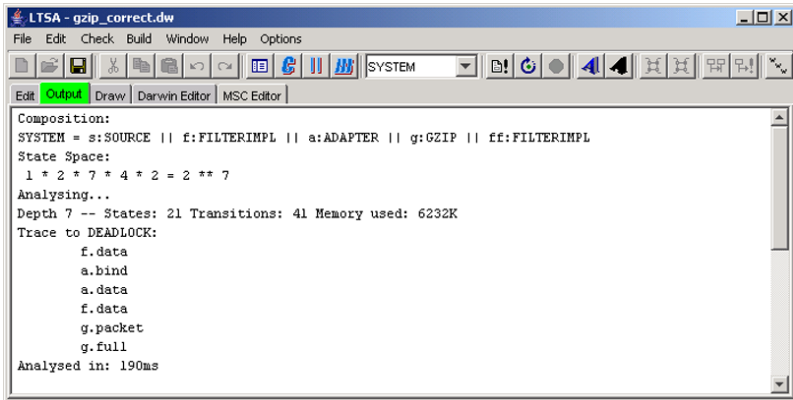 LTSA - gzip_correct.dw
File Edit Check Build Window Help Options
SYSTEM
Edit Output Draw Darwin Editor MSC Editor
Composition:
SYSTEM = s:SOURCE || f:FILTERIMPL || a:ADAPTER || g:GZIP || ff:FILTERIMPL
State Space:
1 * 2 * 7 * 4 * 2 = 2 ** 7
Analysing...
Depth 7 -- States: 21 Transitions: 41 Memory used: 6232K
Trace to DEADLOCK:
f.data
a.bind
a.data
f.data
g.packet
g.full
Analysed in: 190ms